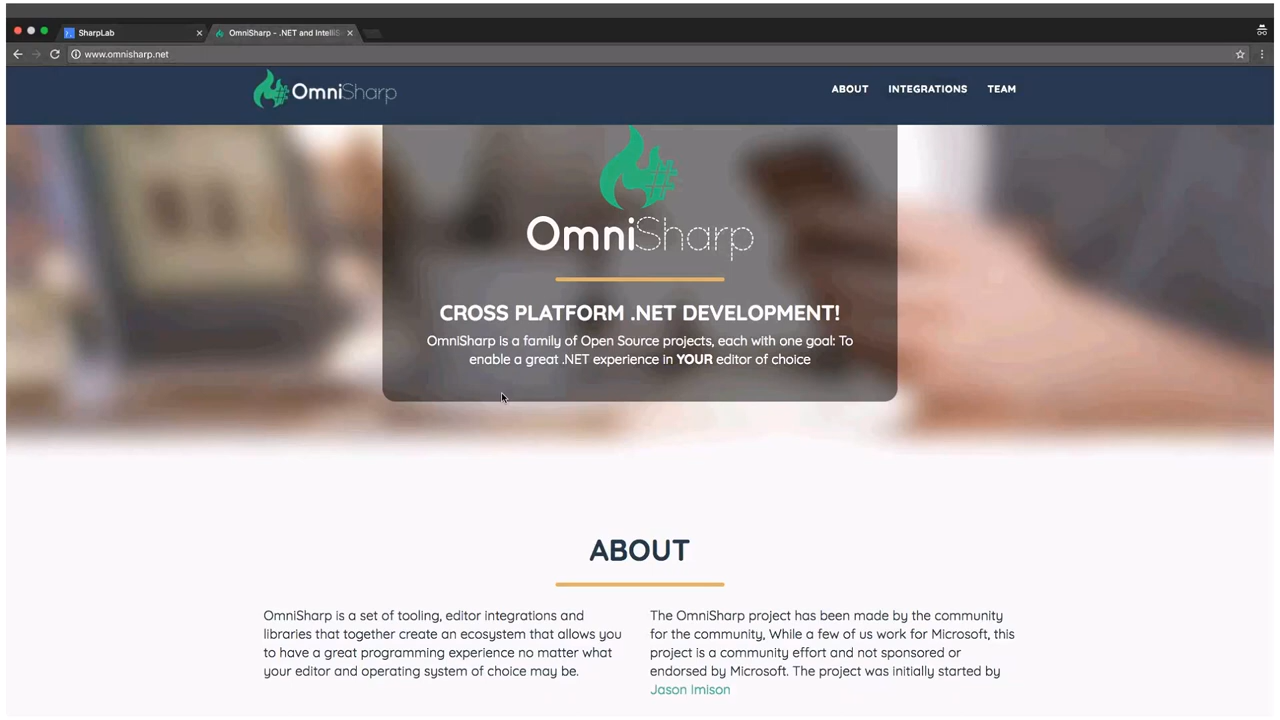 SharpLab
OmniSharp - .NET and IntelliS
www.omnisharp.net
OmniSharp
ABOUT INTEGRATIONS TEAM
OmniSharp
CROSS PLATFORM .NET DEVELOPMENT!
OmniSharp is a family of Open Source projects, each with one goal: To
enable a great .NET experience in YOUR editor of choice
ABOUT
OmniSharp is a set of tooling, editor integrations and
libraries that together create an ecosystem that allows you
to have a great programming experience no matter what
your editor and operating system of choice may be.
The OmniSharp project has been made by the community
for the community, While a few of us work for Microsoft, this
project is a community effort and not sponsored or
endorsed by Microsoft. The project was initially started by
Jason Imison